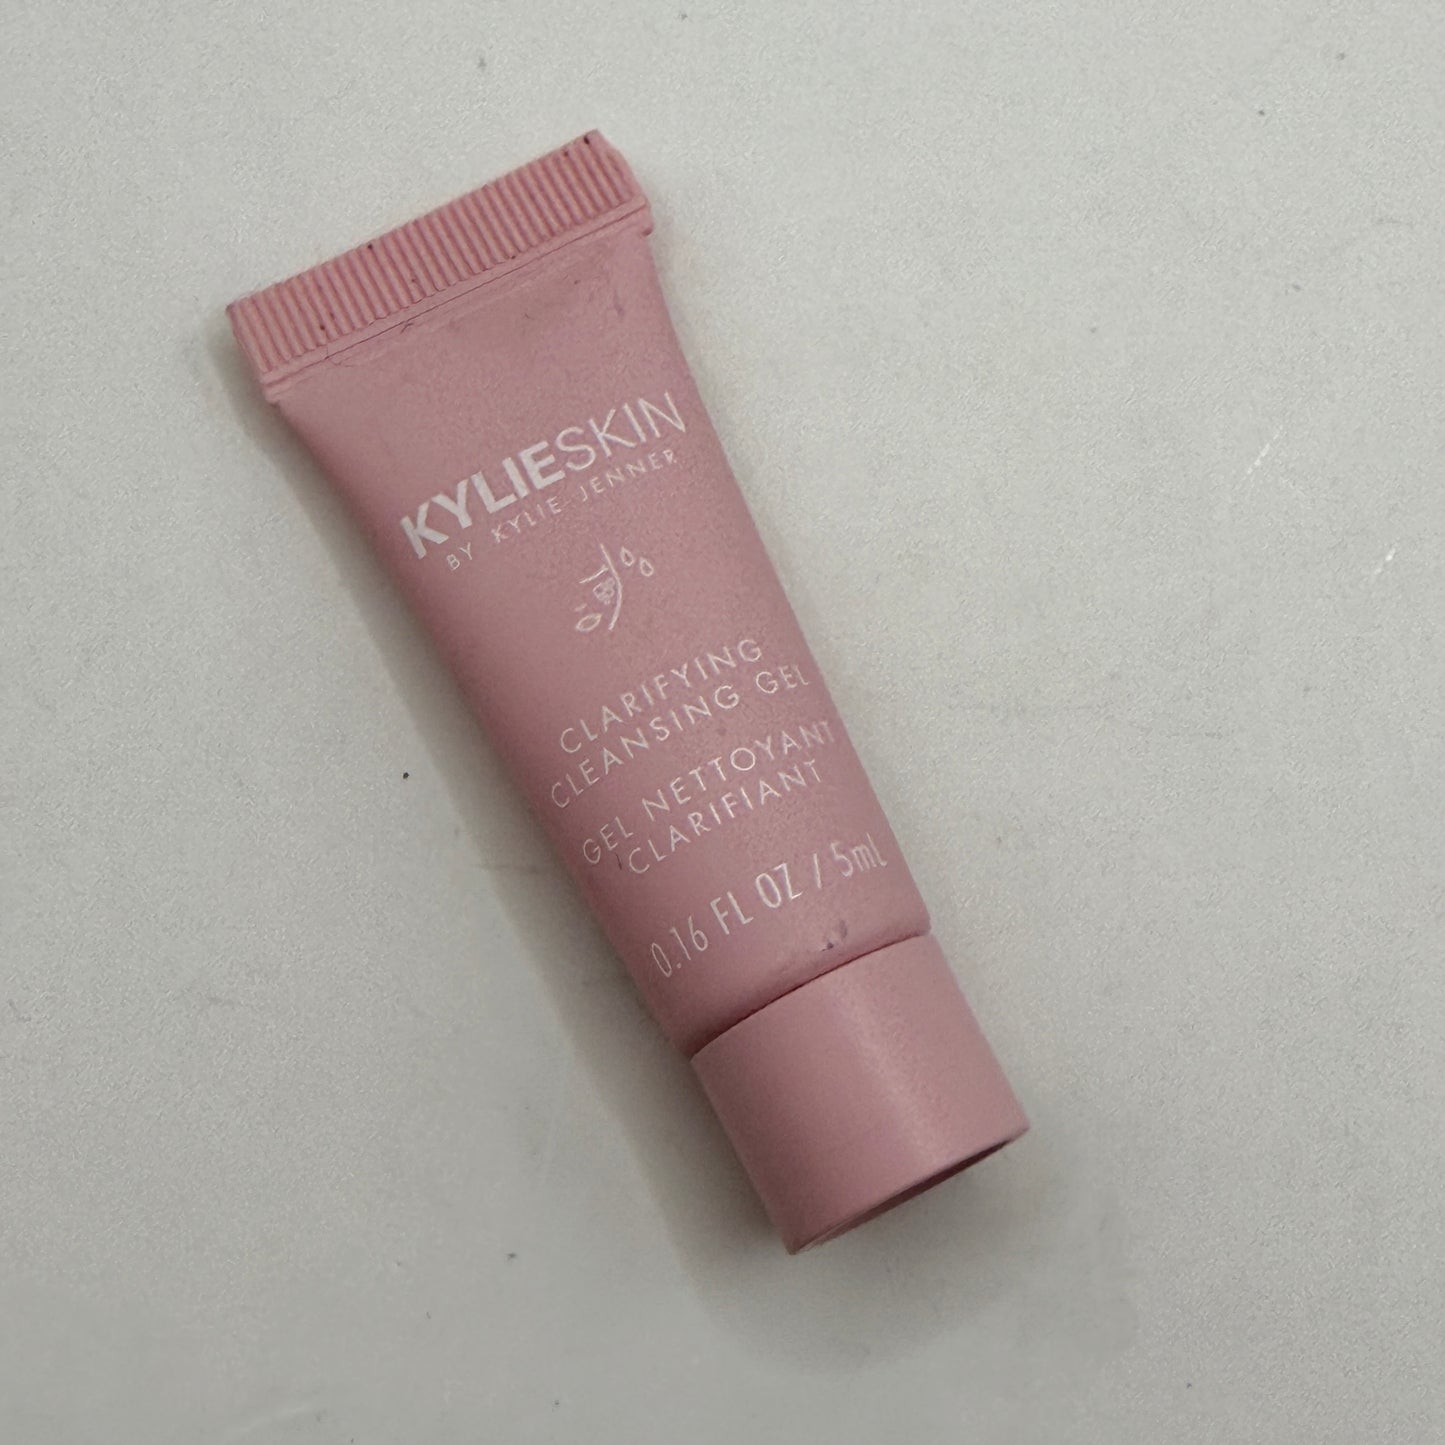 KYLIESKIN
BY KYLIE JENNER
CLARIFYING
CLEANSING GEL
GEL NETTOYANT
CLARIFIANT
0.16 FL OZ / 5mL